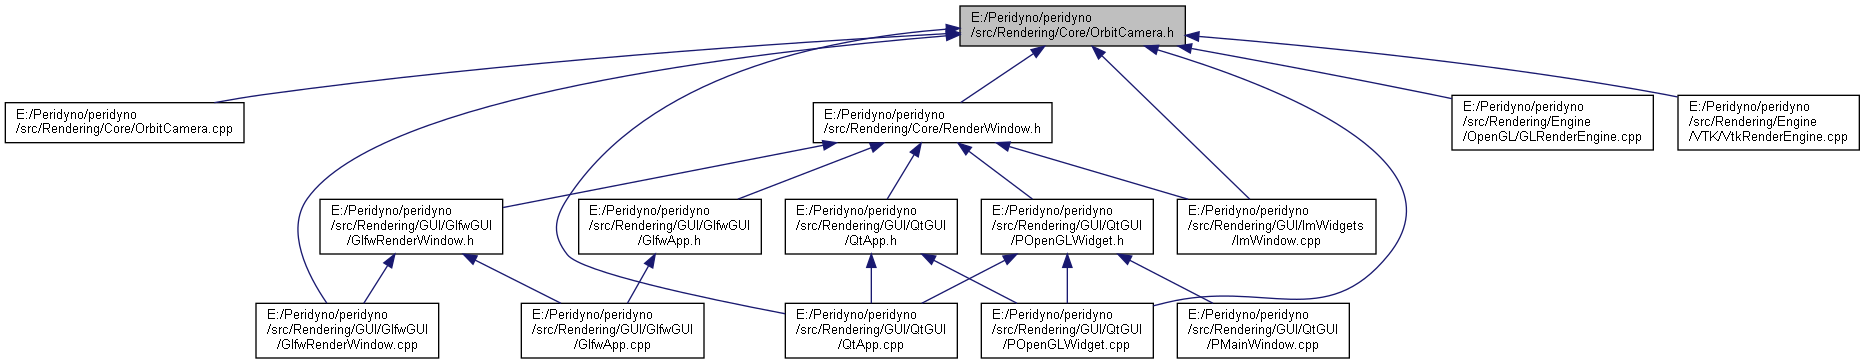 E:/Peridyno/peridyno
/src/Rendering/Core/OrbitCamera.h
E:/Peridyno/peridyno
/src/Rendering/Core/OrbitCamera.cpp
E:/Peridyno/peridyno
/src/Rendering/Core/RenderWindow.h
E:/Peridyno/peridyno
/src/Rendering/Engine
/OpenGL/GLRenderEngine.cpp
E:/Peridyno/peridyno
/src/Rendering/Engine
/VTK/VtkRenderEngine.cpp
E:/Peridyno/peridyno
/src/Rendering/GUI/GlfwGUI
/GlfwRenderWindow.h
E:/Peridyno/peridyno
/src/Rendering/GUI/GlfwGUI
/GlfwApp.h
E:/Peridyno/peridyno
/src/Rendering/GUI/QtGUI
/QtApp.h
E:/Peridyno/peridyno
/src/Rendering/GUI/QtGUI
/POpenGLWidget.h
E:/Peridyno/peridyno
/src/Rendering/GUI/ImWidgets
/ImWindow.cpp
E:/Peridyno/peridyno
/src/Rendering/GUI/GlfwGUI
/GlfwRenderWindow.cpp
E:/Peridyno/peridyno
/src/Rendering/GUI/GlfwGUI
/GlfwApp.cpp
E:/Peridyno/peridyno
/src/Rendering/GUI/QtGUI
/QtApp.cpp
E:/Peridyno/peridyno
/src/Rendering/GUI/QtGUI
/POpenGLWidget.cpp
E:/Peridyno/peridyno
/src/Rendering/GUI/QtGUI
/PMainWindow.cpp